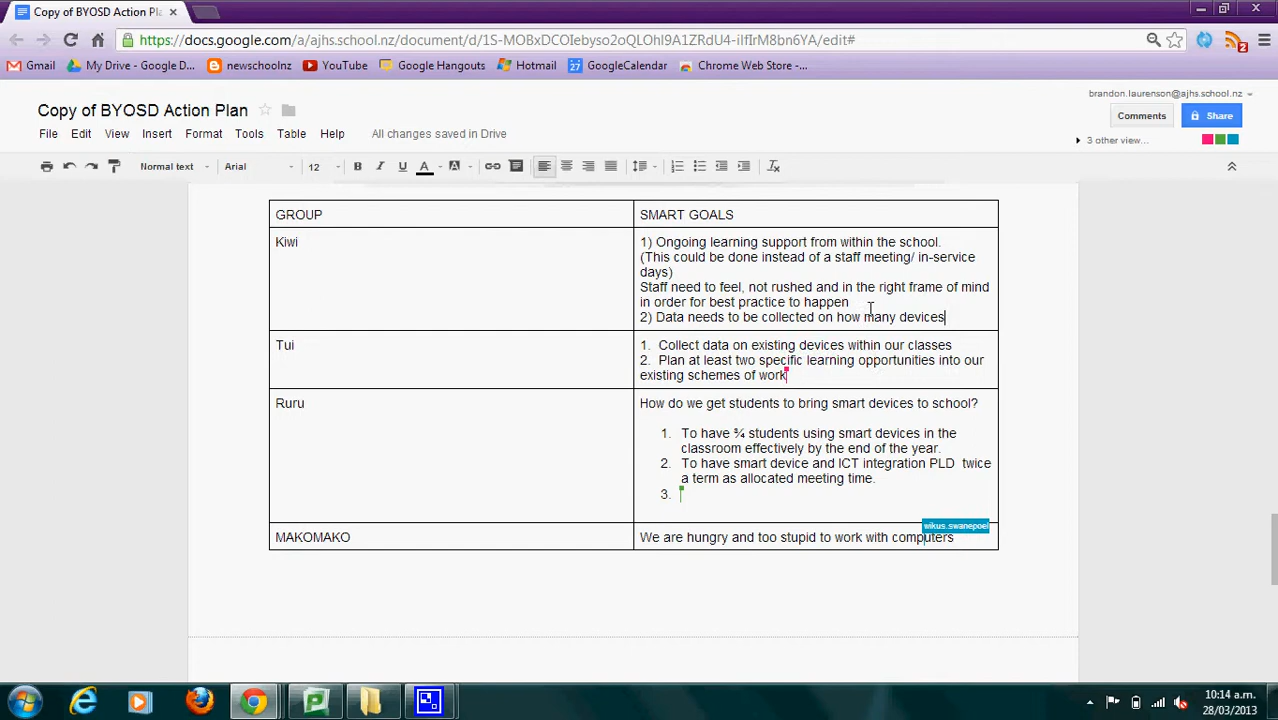 Copy of BYOSD Action Plan
https://docs.google.com/a/ajhs.school.nz/document/d/1S-MOBxDCOIebyso2oQLOhl9A1ZRdU4-ilfIrM8bn6YA/edit#
2
Gmail My Drive - Google D... newschoolnz YouTube Google Hangouts Hotmail 27 GoogleCalendar Chrome Web Store -...
brandon.laurenson@ajhs.school.nz
Copy of BYOSD Action Plan
Comments Share
File Edit View Insert Format Tools Table Help All changes saved in Drive
3 other view...
Normal text Arial 12 B I U A A
GROUP SMART GOALS
Kiwi
1) Ongoing learning support from within the school.
(This could be done instead of a staff meeting/ in-service
days)
Staff need to feel, not rushed and in the right frame of mind
in order for best practice to happen
2) Data needs to be collected on how many devices
Tui
1. Collect data on existing devices within our classes
2. Plan at least two specific learning opportunities into our
existing schemes of work
Ruru
How do we get students to bring smart devices to school?
1. To have ¾ students using smart devices in the
classroom effectively by the end of the year.
2. To have smart device and ICT integration PLD twice
a term as allocated meeting time.
3.
wikus.swanepoel
MAKOMAKO We are hungry and too stupid to work with computers
10:14 a.m.
28/03/2013